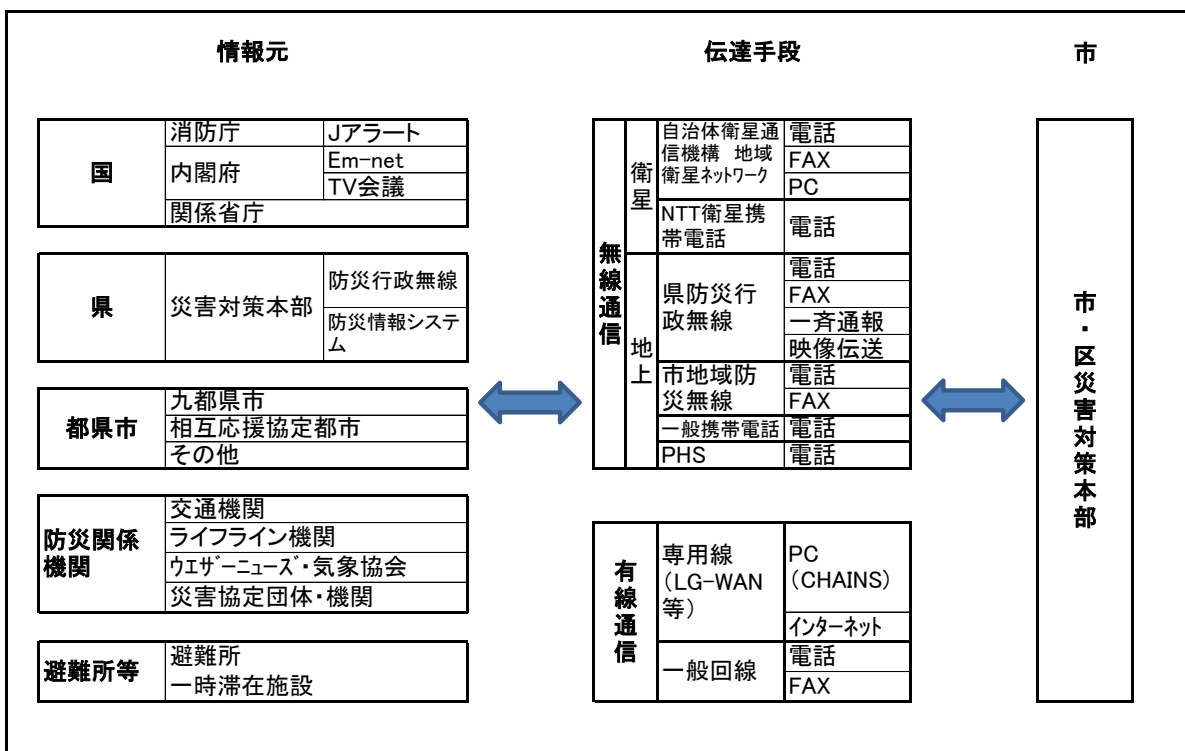 情報元
伝達手段
市
国
消防庁
Jアラート
内閣府
Em-net
TV会議
関係省庁
県
災害対策本部
防災行政無線
防災情報システ
ム
都県市
九都県市
相互応援協定都市
その他
防災関係
機関
交通機関
ライフライン機関
ウエザーニューズ・気象協会
災害協定団体・機関
避難所等
避難所
一時滞在施設
無線通信
衛星
自治体衛星通
信機構 地域
衛星ネットワーク
電話
FAX
PC
NTT衛星携
帯電話
電話
地上
県防災行
政無線
電話
FAX
一斉通報
映像伝送
市地域防
災無線
電話
FAX
一般携帯電話
電話
PHS
電話
有線通信
専用線
(LG-WAN
等)
PC
(CHAINS)
インターネット
一般回線
電話
FAX
市・区災害対策本部